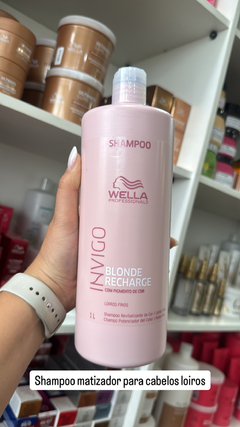 SHAMPOO
WELLA
PROFESSIONALS
INVIGO
BLONDE
RECHARGE
COM PIGMENTO DE COR
LOIROS FRIOS
1L
Shampoo matizador para cabelos loiros